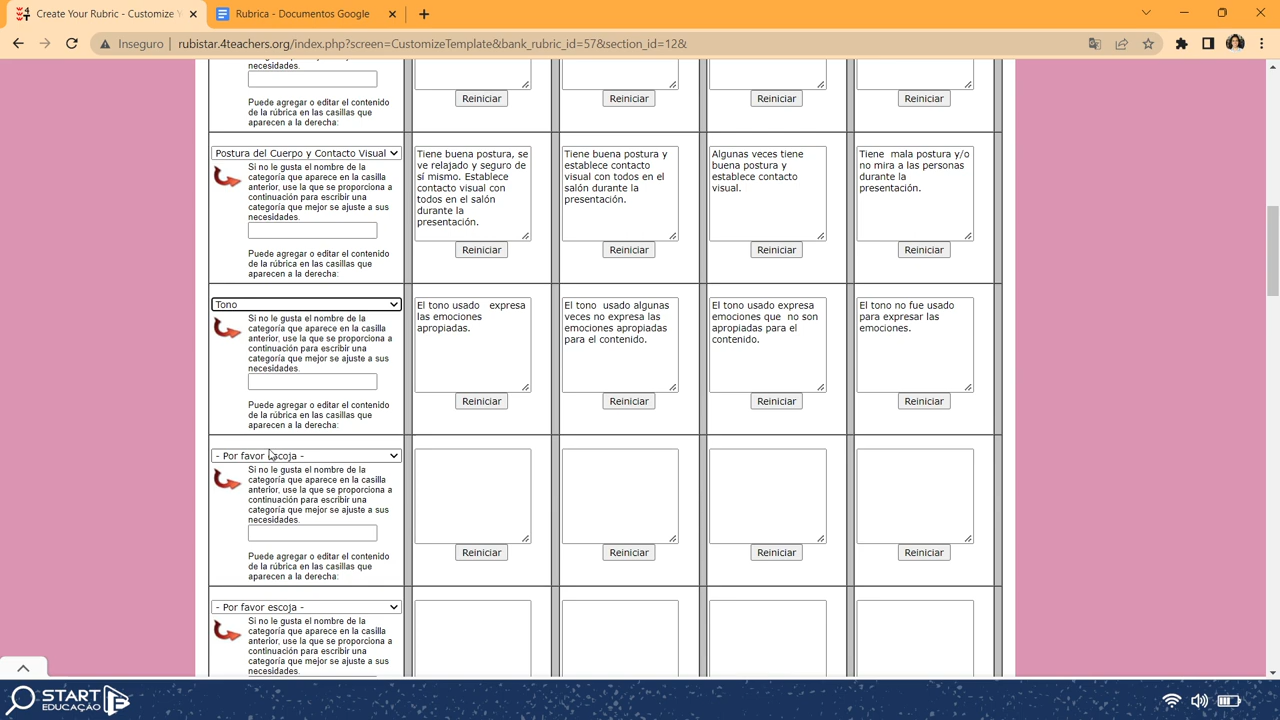 Create Your Rubric - Customize Y
Rubrica - Documentos Google
Inseguro
rubistar.4teachers.org/index.php?screen=CustomizeTemplate&bank_rubric_id=57&section_id=12&
necesidades.
Puede agregar o editar el contenido
de la rúbrica en las casillas que
aparecen a la derecha:
Reiniciar
Reiniciar
Reiniciar
Reiniciar
Postura del Cuerpo y Contacto Visual
Si no le gusta el nombre de la
categoría que aparece en la casilla
anterior, use la que se proporciona a
continuación para escribir una
categoría que mejor se ajuste a sus
necesidades.
Puede agregar o editar el contenido
de la rúbrica en las casillas que
aparecen a la derecha:
Tiene buena postura, se
ve relajado y seguro de
sí mismo. Establece
contacto visual con
todos en el salón
durante la
presentación.
Reiniciar
Tiene buena postura y
establece contacto
visual con todos en el
salón durante la
presentación.
Reiniciar
Algunas veces tiene
buena postura y
establece contacto
visual.
Reiniciar
Tiene mala postura y/o
no mira a las personas
durante la
presentación.
Reiniciar
Tono
Si no le gusta el nombre de la
categoría que aparece en la casilla
anterior, use la que se proporciona a
continuación para escribir una
categoría que mejor se ajuste a sus
necesidades.
Puede agregar o editar el contenido
de la rúbrica en las casillas que
aparecen a la derecha:
El tono usado expresa
las emociones
apropiadas.
Reiniciar
El tono usado algunas
veces no expresa las
emociones apropiadas
para el contenido.
Reiniciar
El tono usado expresa
emociones que no son
apropiadas para el
contenido.
Reiniciar
El tono no fue usado
para expresar las
emociones.
Reiniciar
- Por favor escoja -
Si no le gusta el nombre de la
categoría que aparece en la casilla
anterior, use la que se proporciona a
continuación para escribir una
categoría que mejor se ajuste a sus
necesidades.
Puede agregar o editar el contenido
de la rúbrica en las casillas que
aparecen a la derecha:
Reiniciar
Reiniciar
Reiniciar
Reiniciar
- Por favor escoja -
Si no le gusta el nombre de la
categoría que aparece en la casilla
anterior, use la que se proporciona a
continuación para escribir una
categoría que mejor se ajuste a sus
necesidades.
START
EDUCAÇÃO